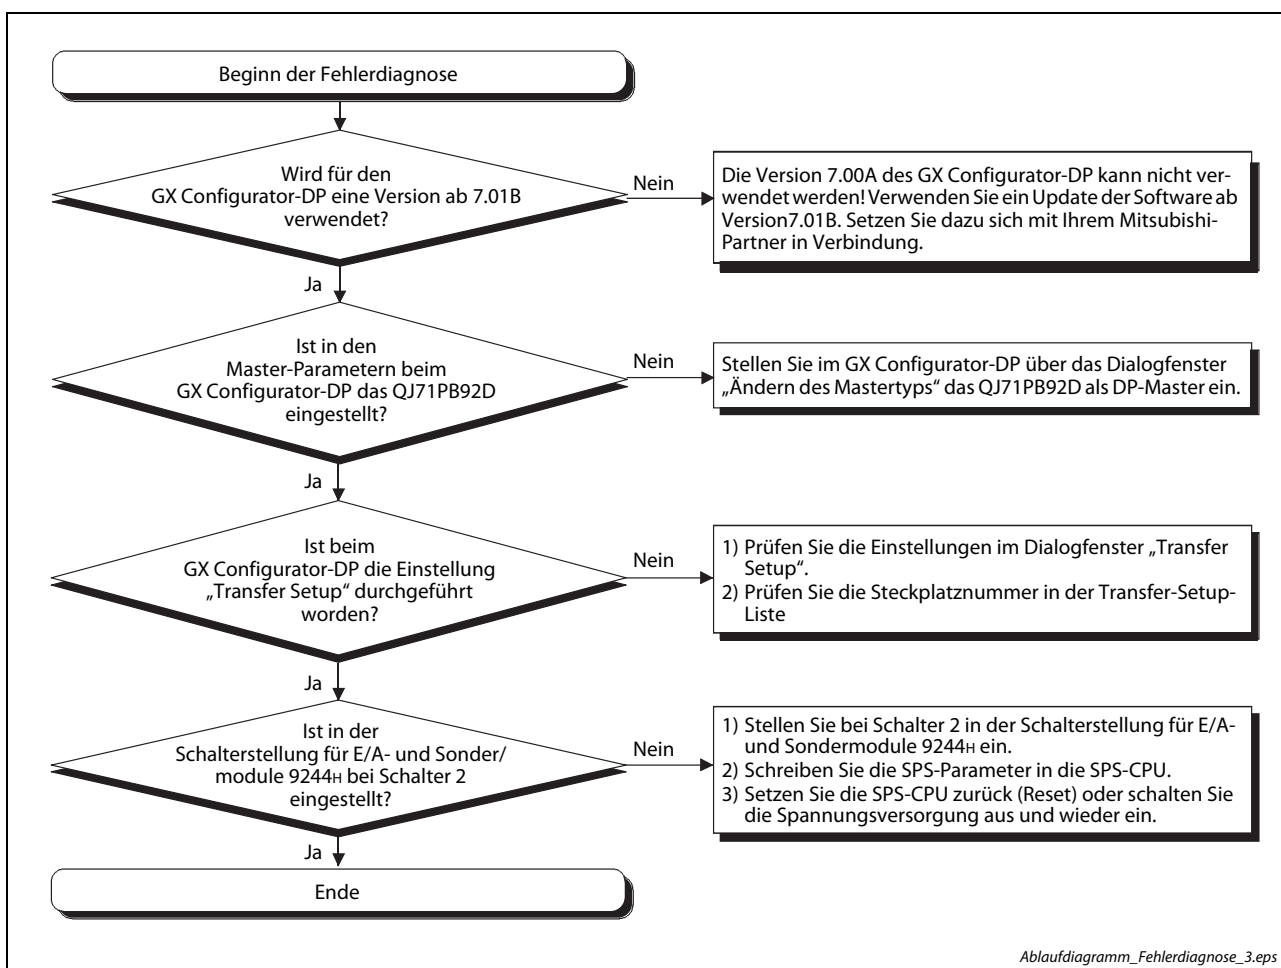 Beginn der Fehlerdiagnose
Wird für den
GX Configurator-DP eine Version ab 7.01B
verwendet?
Nein
Die Version 7.00A des GX Configurator-DP kann nicht ver-
wendet werden! Verwenden Sie ein Update der Software ab
Version7.01B. Setzen Sie dazu sich mit Ihrem Mitsubishi-
Partner in Verbindung.
Ja
Ist in den
Master-Parametern beim
GX Configurator-DP das QJ71PB92D
eingestellt?
Nein
Stellen Sie im GX Configurator-DP über das Dialogfenster
„Ändern des Mastertyps“ das QJ71PB92D als DP-Master ein.
Ja
Ist beim
GX Configurator-DP die Einstellung
„Transfer Setup“ durchgeführt
worden?
Nein
1) Prüfen Sie die Einstellungen im Dialogfenster „Transfer
Setup“.
2) Prüfen Sie die Steckplatznummer in der Transfer-Setup-
Liste
Ja
Ist in der
Schalterstellung für E/A- und Sonder/
module 9244H bei Schalter 2
eingestellt?
Nein
1) Stellen Sie bei Schalter 2 in der Schalterstellung für E/A-
und Sondermodule 9244H ein.
2) Schreiben Sie die SPS-Parameter in die SPS-CPU.
3) Setzen Sie die SPS-CPU zurück (Reset) oder schalten Sie
die Spannungsversorgung aus und wieder ein.
Ja
Ende
Ablaufdiagramm_Fehlerdiagnose_3.eps